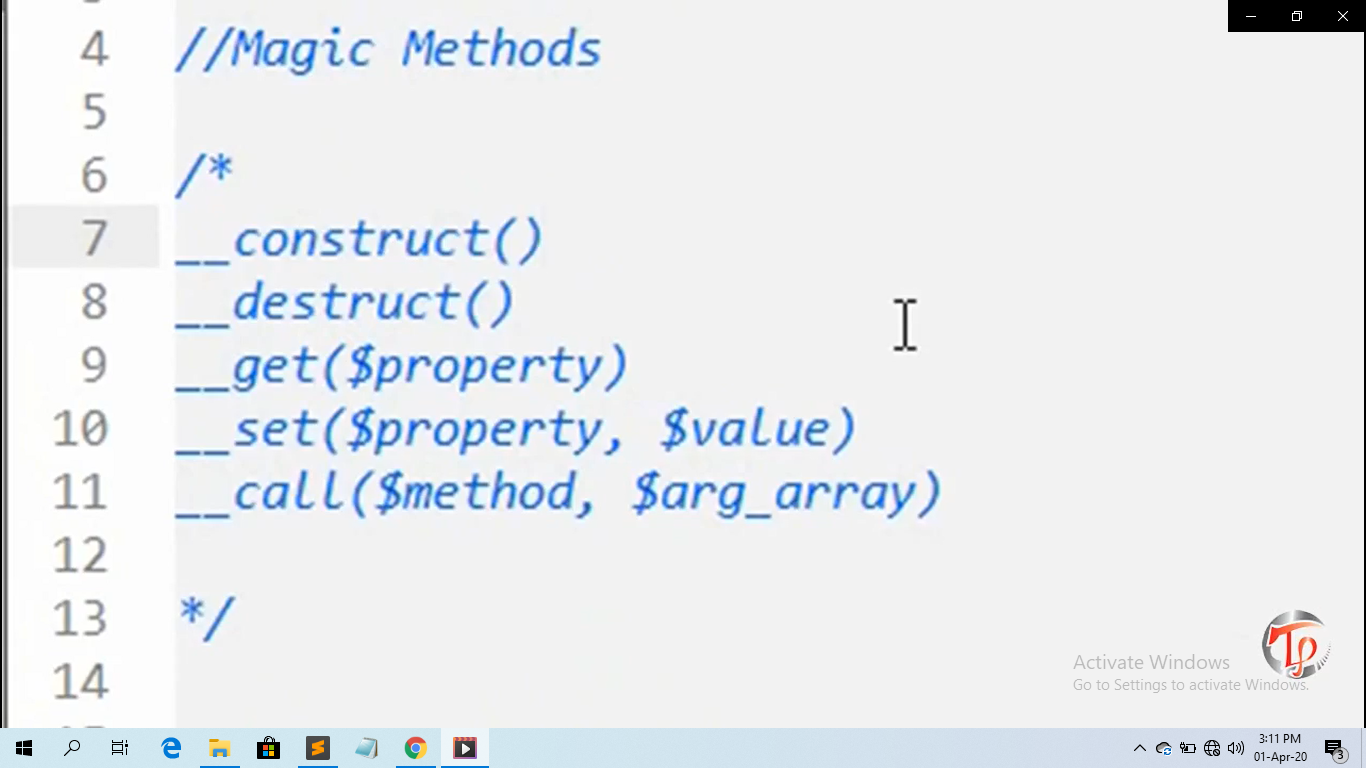 4 //Magic Methods
5
6 /*
7 __construct()
8 __destruct()
9 __get($property)
10 __set($property, $value)
11 __call($method, $arg_array)
12
13 */
14
Tp
Activate Windows
Go to Settings to activate Windows.
3:11 PM
01-Apr-20
3